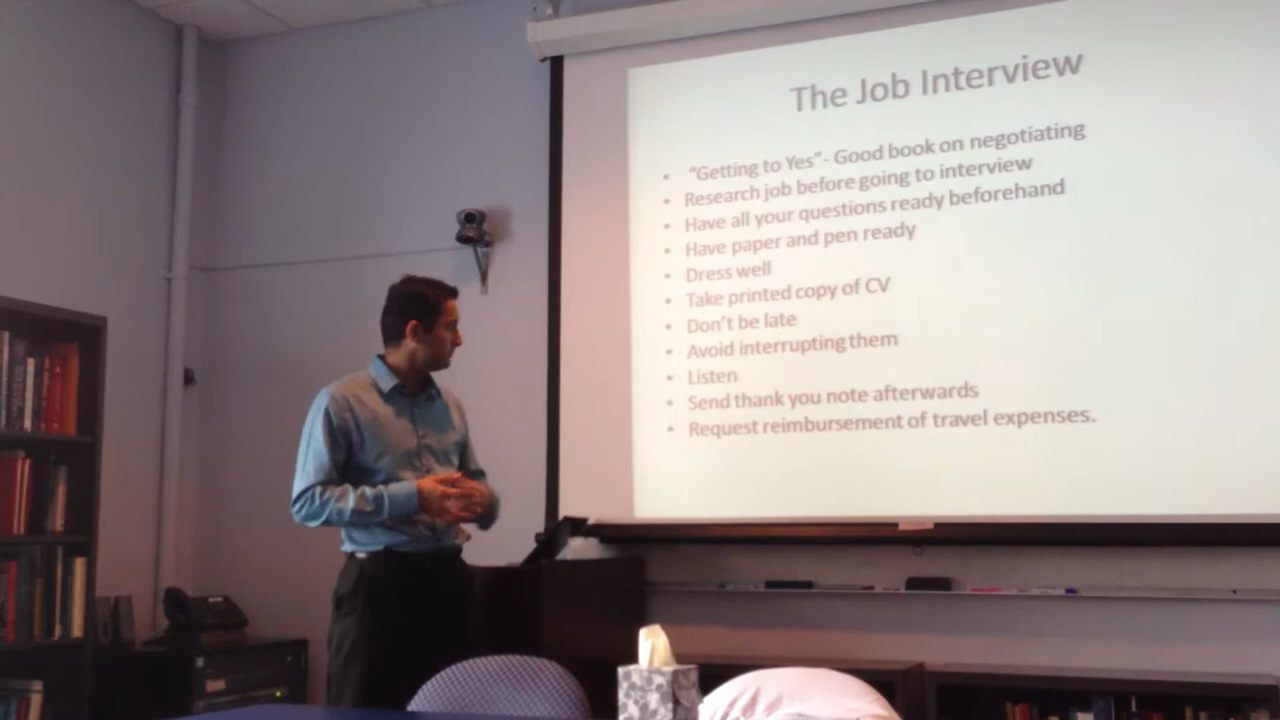 The Job Interview
• "Getting to Yes"- Good book on negotiating
• Research job before going to interview
• Have all your questions ready beforehand
• Have paper and pen ready
• Dress well
• Take printed copy of CV
• Don't be late
• Avoid interrupting them
• Listen
• Send thank you note afterwards
• Request reimbursement of travel expenses.